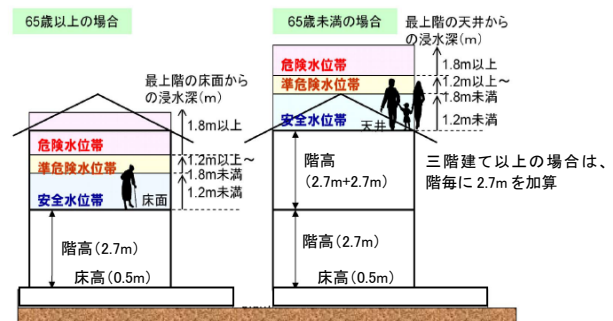 65歳以上の場合
65歳未満の場合
最上階の天井から
の浸水深(m)
最上階の床面から
の浸水深(m)
危険水位帯
1.8m以上
準危険水位帯
1.2m以上~
1.8m未満
安全水位帯
1.2m未満
天井
1.8m以上
危険水位帯
準危険水位帯
1.2m以上~
1.8m未満
安全水位帯
床面
1.2m未満
階高
(2.7m+2.7m)
三階建て以上の場合は、
階毎に2.7mを加算
階高(2.7m)
床高(0.5m)
階高(2.7m)
床高(0.5m)